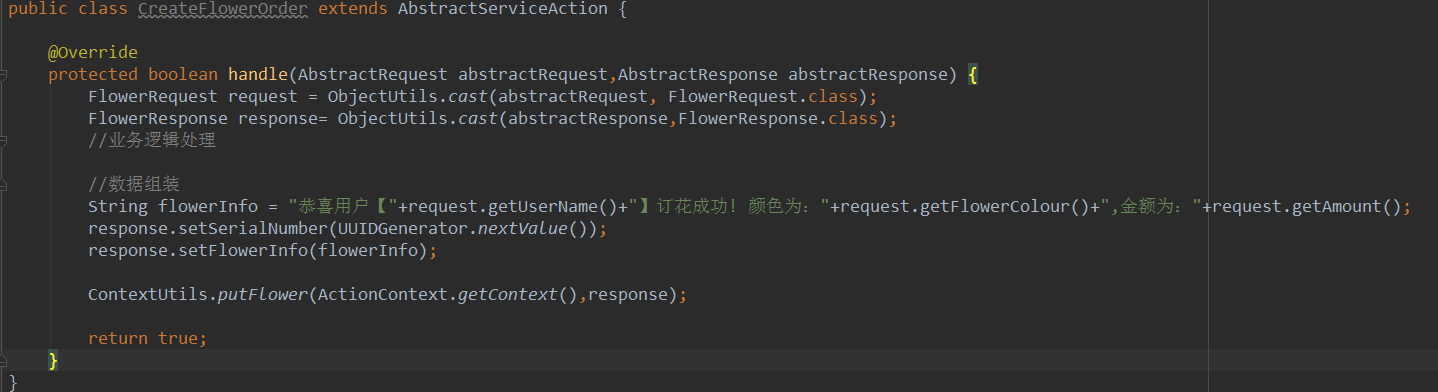 public class CreateFlowerOrder extends AbstractServiceAction {
@Override
protected boolean handle(AbstractRequest abstractRequest,AbstractResponse abstractResponse) {
FlowerRequest request = ObjectUtils.cast(abstractRequest, FlowerRequest.class);
FlowerResponse response= ObjectUtils.cast(abstractResponse,FlowerResponse.class);
//业务逻辑处理
//数据组装
String flowerInfo = "恭喜用户【"+request.getUserName()+"】订花成功! 颜色为："+request.getFlowerColour()+",金额为："+request.getAmount();
response.setSerialNumber(UUIDGenerator.nextValue());
response.setFlowerInfo(flowerInfo);
ContextUtils.putFlower(ActionContext.getContext(),response);
return true;
}
}